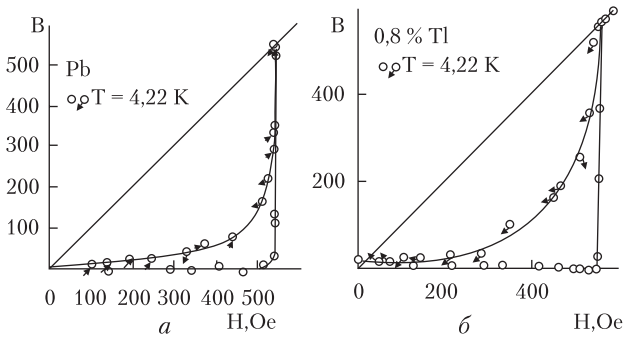 B
500
400
300
200
100
Pb
T = 4,22 K
0 100 200 300 400 500
а
H,Oe
B
400
200
0,8 % Tl
T = 4,22 K
0 200 400
б
H,Oe